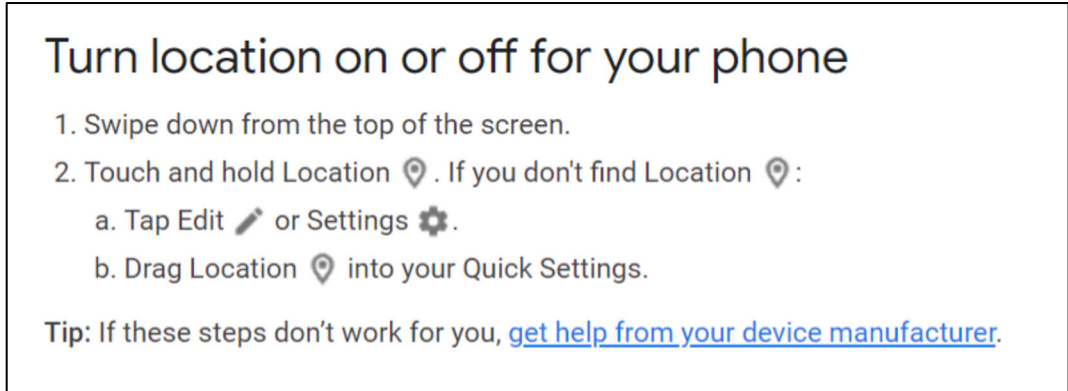 Turn location on or off for your phone
1. Swipe down from the top of the screen.
2. Touch and hold Location . If you don't find Location :
a. Tap Edit or Settings .
b. Drag Location into your Quick Settings.
Tip: If these steps don’t work for you, get help from your device manufacturer.